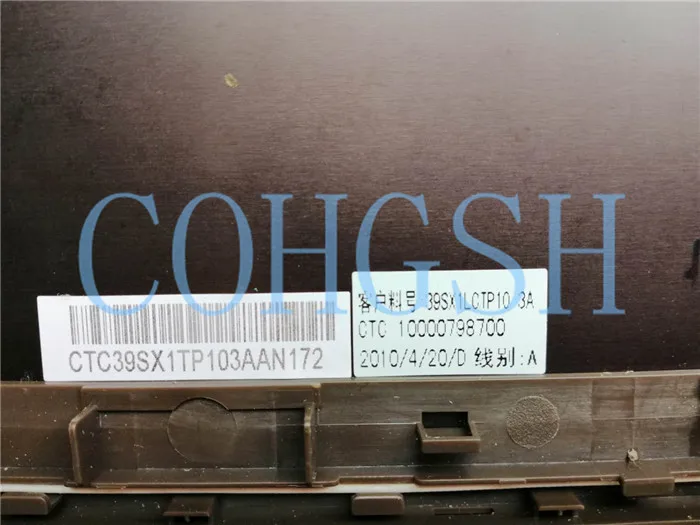 COHGSH
CTC39SX1TP103AAN172
客户料号 39SX1LCTP10 3A
CTC 10000798700
2010/4/20/D 线别:A